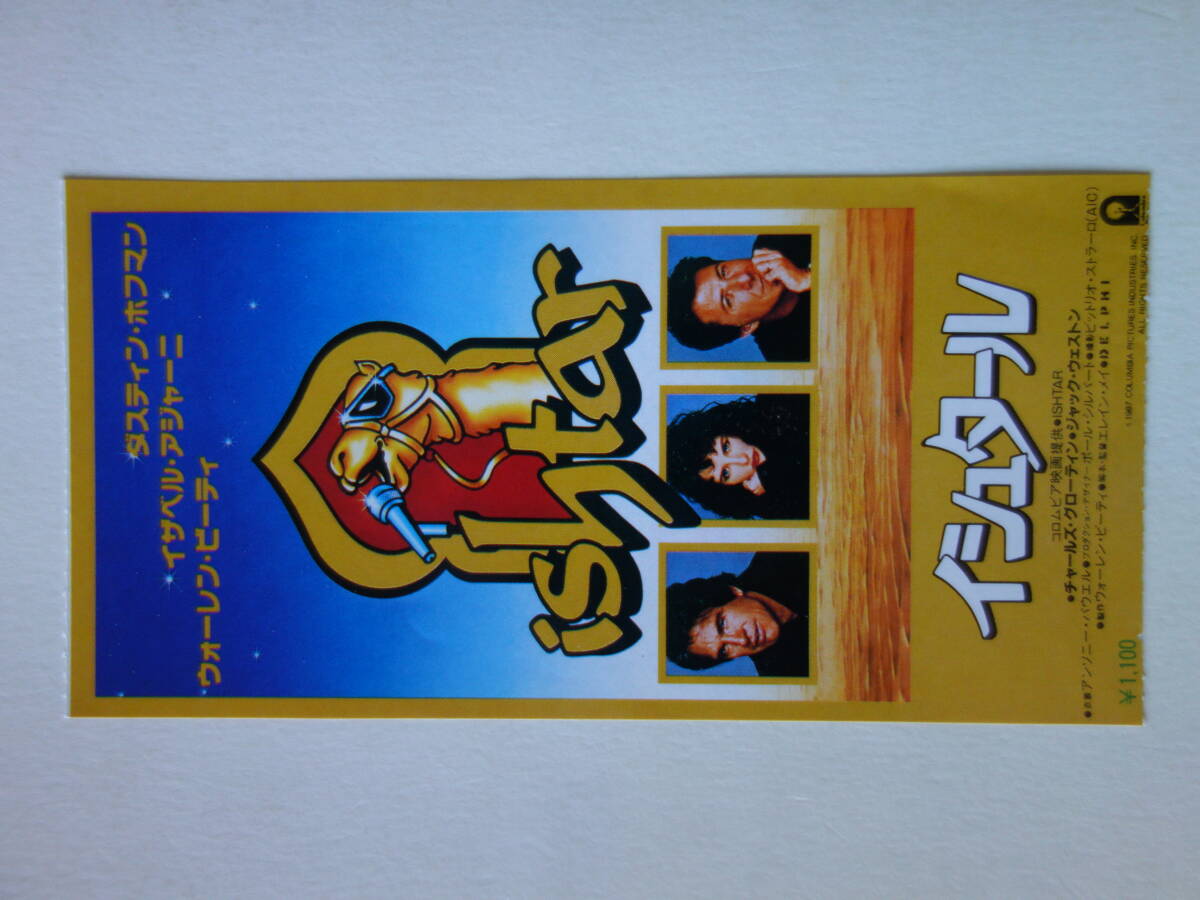 ウォーレン・ビーティ
イザベル・アジャーニ
ダスティン・ホフマン
ishtar
イシュタール
コロムビア映画提供●ISHTAR
●チャールズ・グローディン●ジャック・ウェストン
●衣裳アンソニー・パウエル●プロダクション・デザイナーポール・シルバート●撮影ビットリオ・ストラーロ(AIC)
●製作ウォーレン・ビーティ●脚本・監督エレイン・メイ●DELPHI
©1987 COLUMBIA PICTURES INDUSTRIES, INC.
ALL RIGHTS RESERVED
¥1,100
Columbia